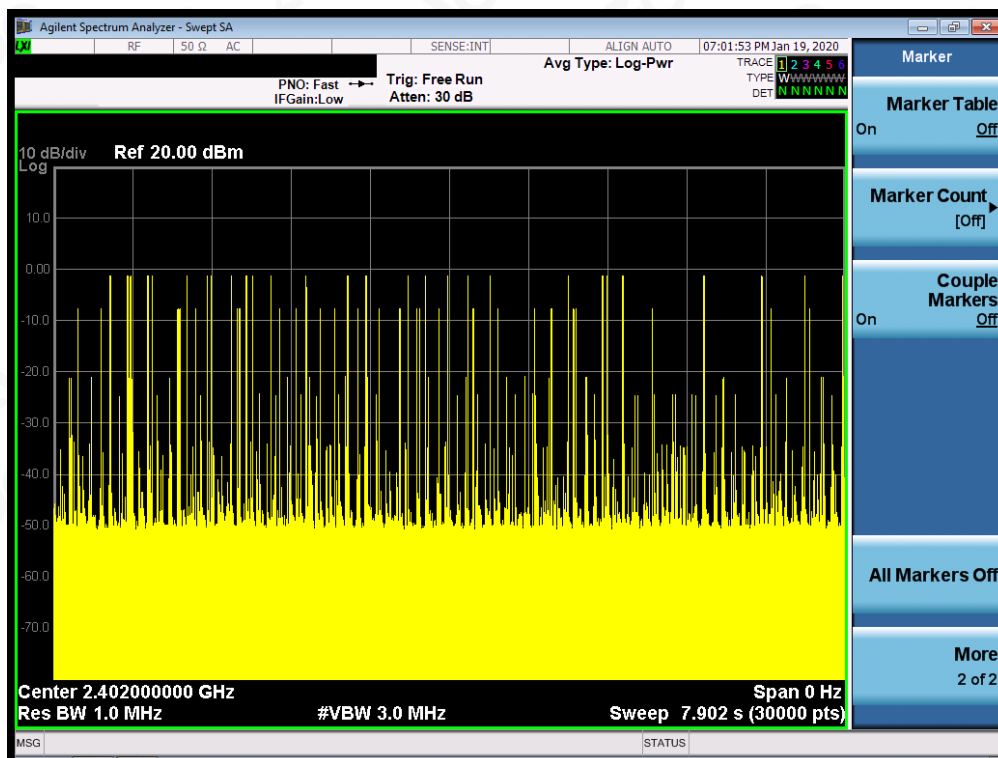 Agilent Spectrum Analyzer - Swept SA
LXI RF 50 Ω AC SENSE:INT ALIGN AUTO 07:01:53 PM Jan 19, 2020
Avg Type: Log-Pwr
TRACE 1 2 3 4 5 6
TYPE WWWWWWW
DET N N N N N N
PNO: Fast
IFGain:Low
Trig: Free Run
Atten: 30 dB
10 dB/div Ref 20.00 dBm
Log
10.0
0.00
-10.0
-20.0
-30.0
-40.0
-50.0
-60.0
-70.0
Center 2.402000000 GHz Span 0 Hz
Res BW 1.0 MHz #VBW 3.0 MHz Sweep 7.902 s (30000 pts)
MSG STATUS
Marker
Marker Table
On Off
Marker Count
[Off]
Couple
Markers
On Off
All Markers Off
More
2 of 2